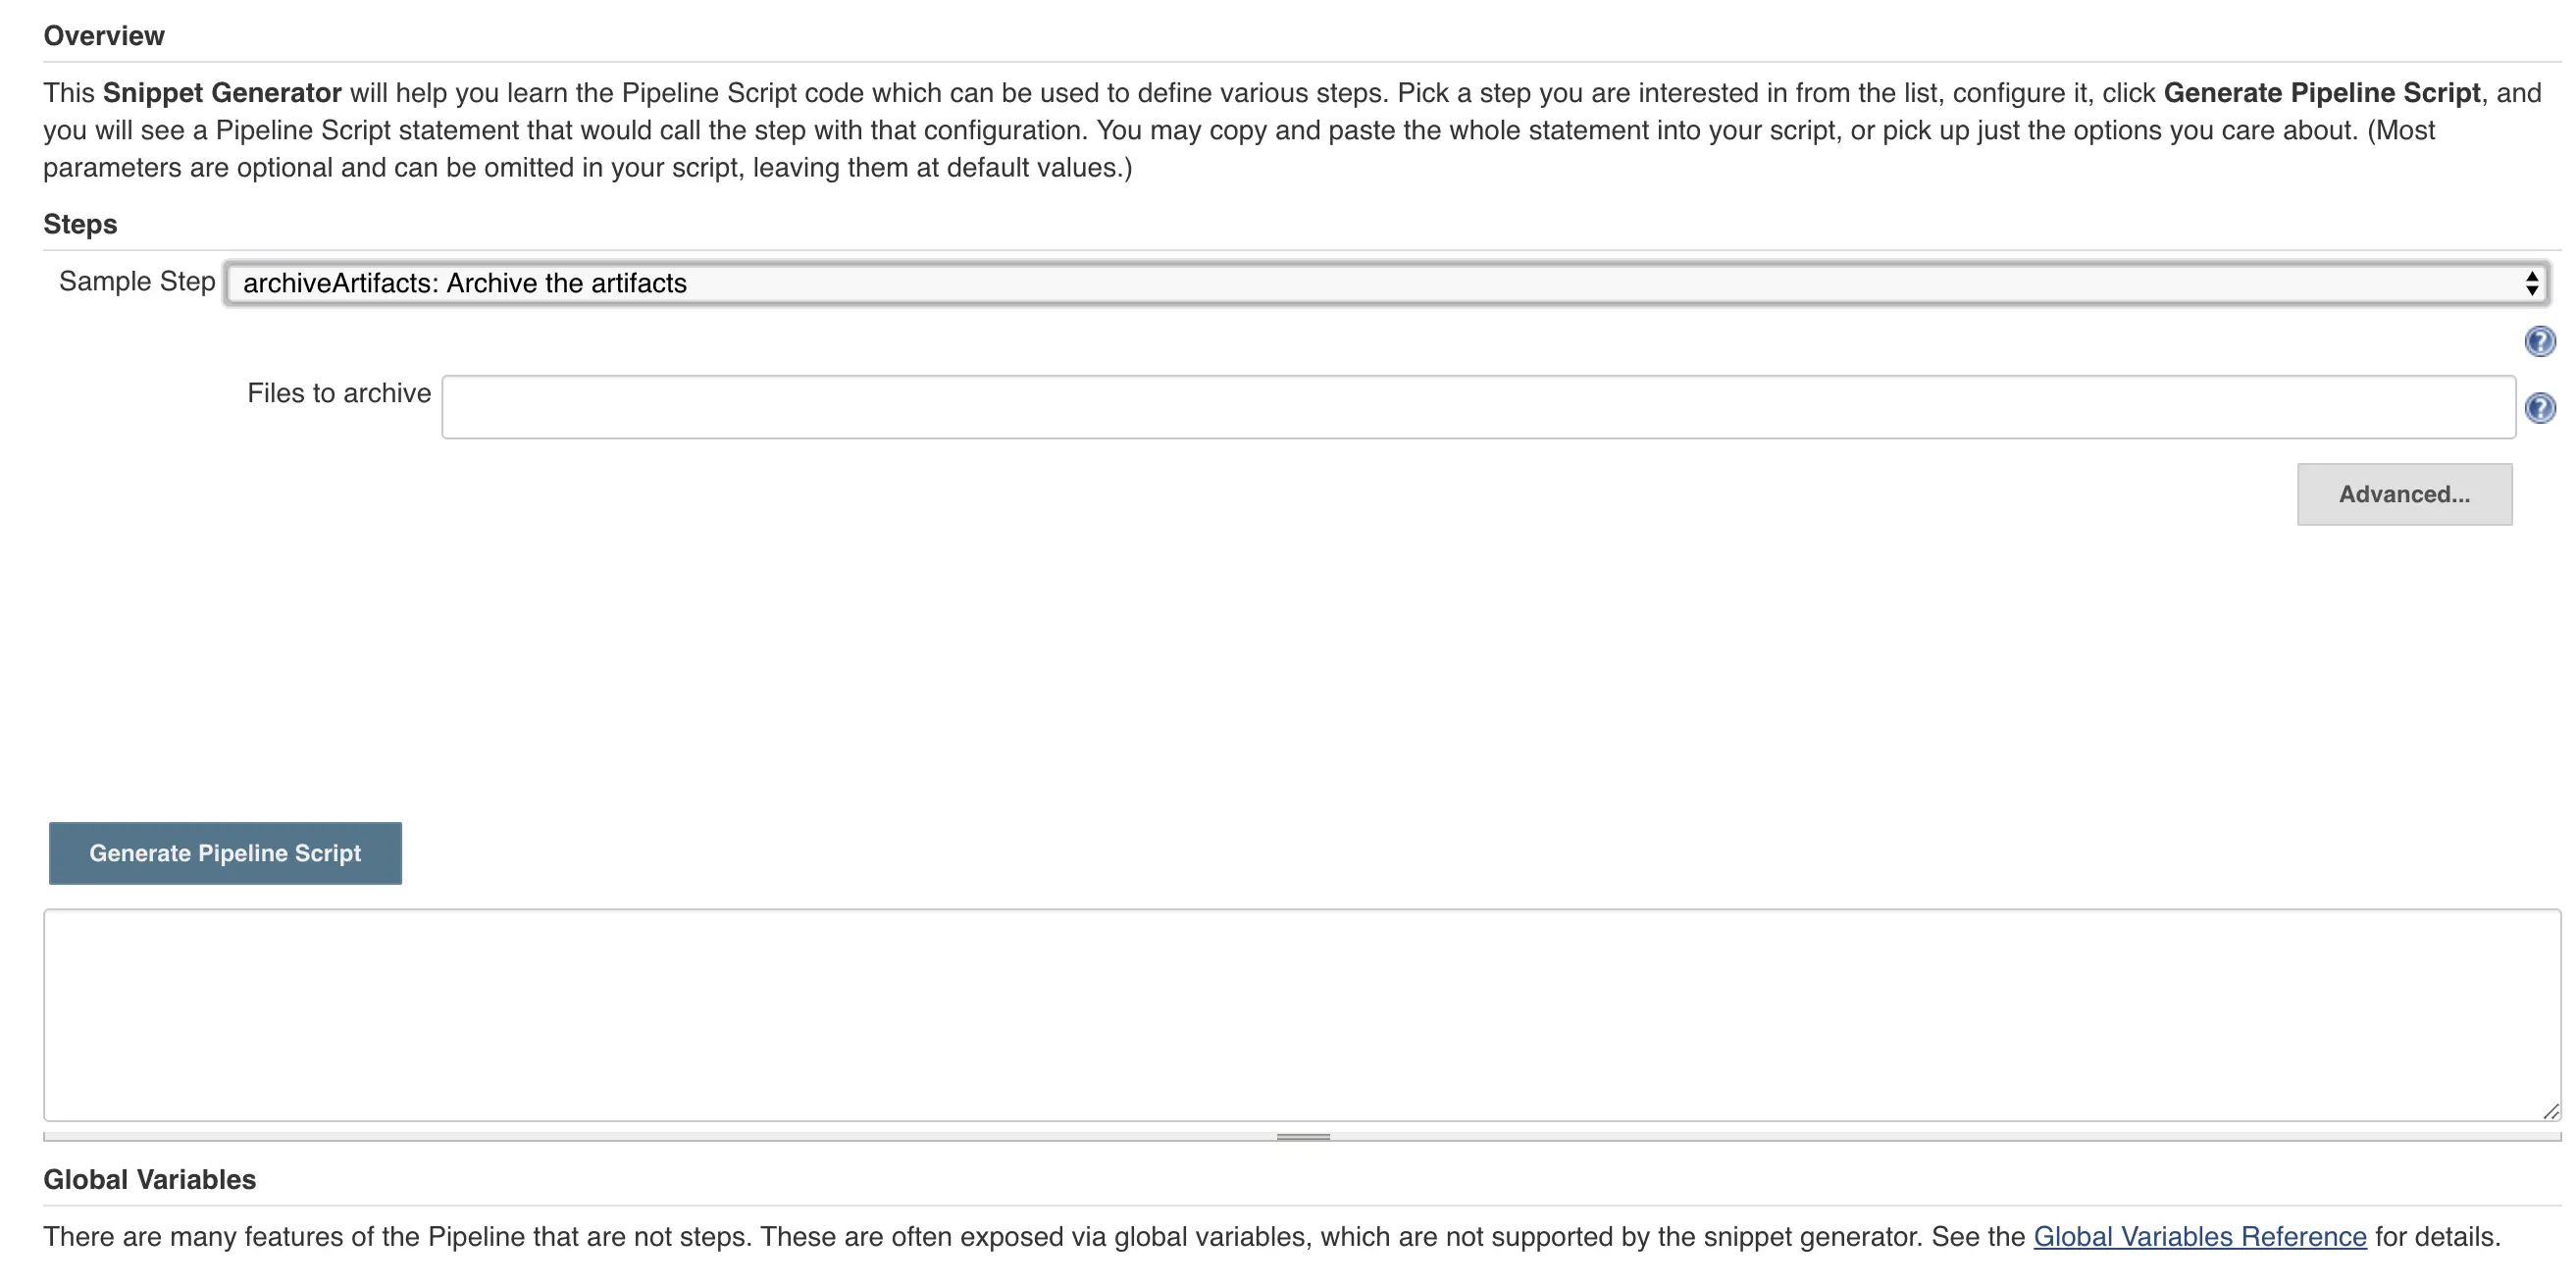 Overview
This Snippet Generator will help you learn the Pipeline Script code which can be used to define various steps. Pick a step you are interested in from the list, configure it, click Generate Pipeline Script, and
you will see a Pipeline Script statement that would call the step with that configuration. You may copy and paste the whole statement into your script, or pick up just the options you care about. (Most
parameters are optional and can be omitted in your script, leaving them at default values.)
Steps
Sample Step archiveArtifacts: Archive the artifacts
?
Files to archive ?
Advanced...
Generate Pipeline Script
Global Variables
There are many features of the Pipeline that are not steps. These are often exposed via global variables, which are not supported by the snippet generator. See the Global Variables Reference for details.